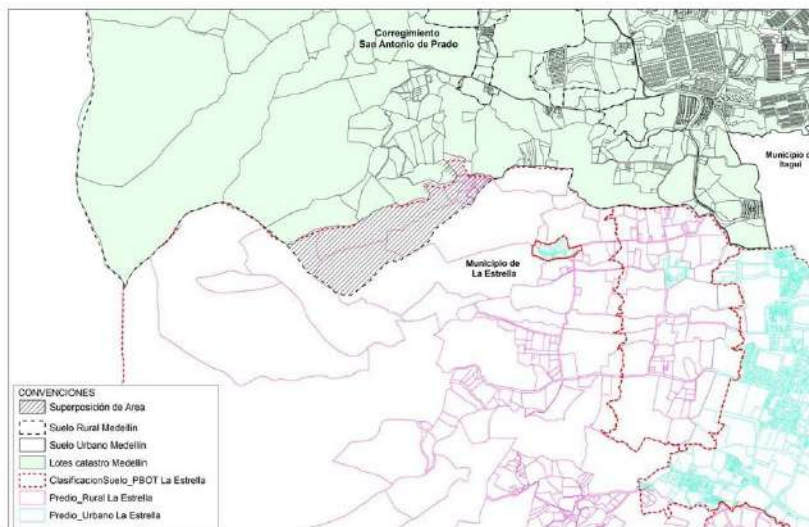 Corregimiento
San Antonio de Prado
Municipio d
Itagui
Municipio de
La Estrella
CONVENCIONES
Superposición de Area
Suelo Rural Medellin
Suelo Urbano Medellin
Lotes catastro Medellin
ClasificacionSuelo_PBOT La Estrella
Predio_Rural La Estrella
Predio_Urbano La Estrella